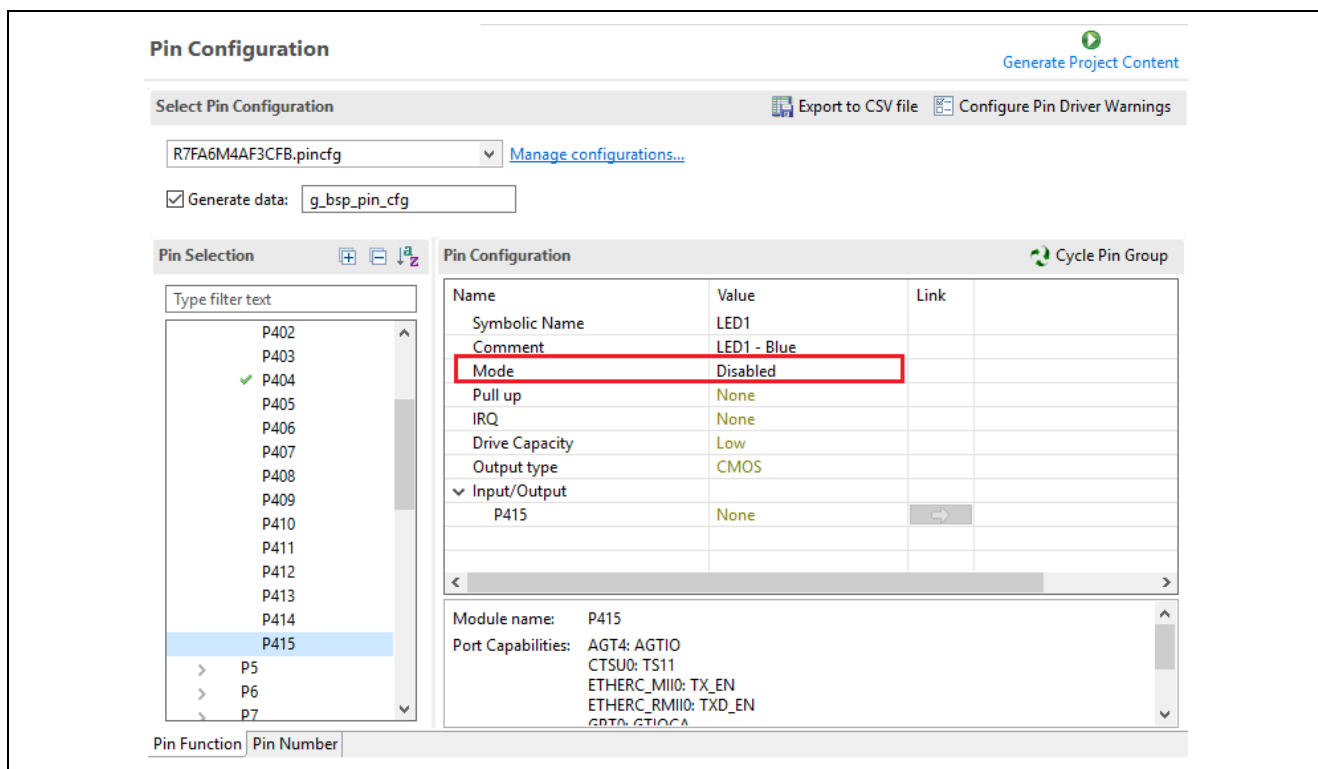 Pin Configuration
Generate Project Content
Select Pin Configuration
Export to CSV file
Configure Pin Driver Warnings
R7FA6M4AF3CFB.pincfg
Manage configurations...
Generate data:
g_bsp_pin_cfg
Pin Selection
Type filter text
P402
P403
P404
P405
P406
P407
P408
P409
P410
P411
P412
P413
P414
P415
P5
P6
P7
Pin Configuration
Cycle Pin Group
Name Value Link
Symbolic Name LED1
Comment LED1 - Blue
Mode Disabled
Pull up None
IRQ None
Drive Capacity Low
Output type CMOS
Input/Output
P415 None
Module name: P415
Port Capabilities: AGT4: AGTIO
CTSU0: TS11
ETHERC_MII0: TX_EN
ETHERC_RMII0: TXD_EN
GPT0: GTIOCA
Pin Function Pin Number